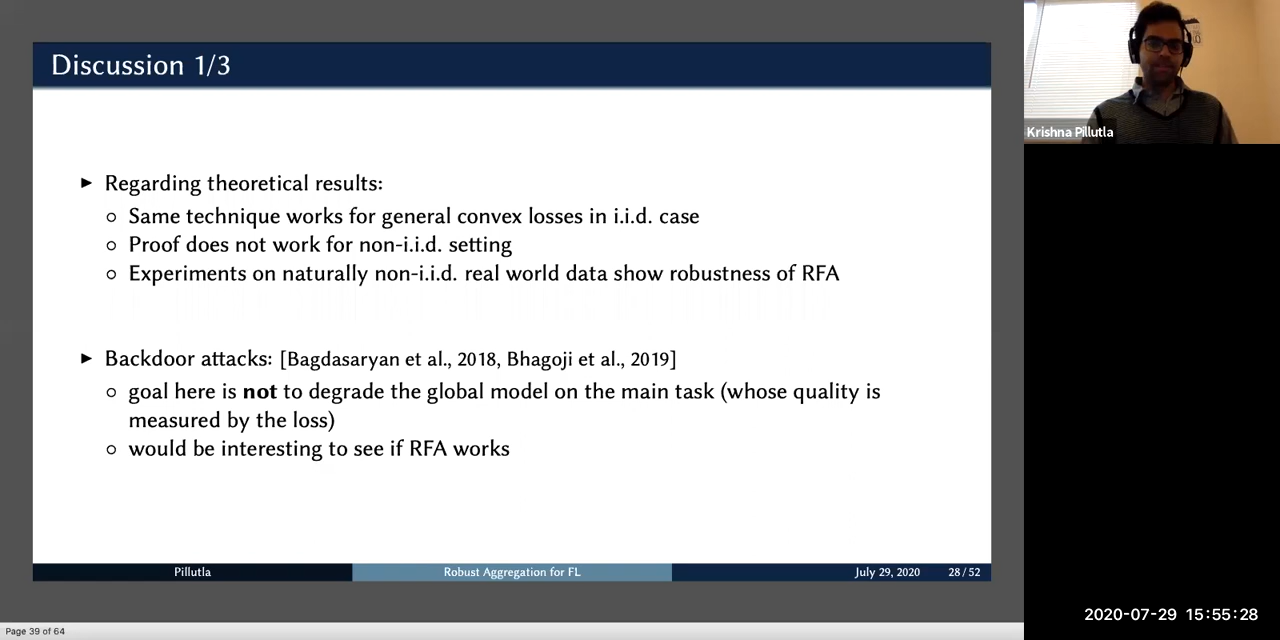 Discussion 1/3
► Regarding theoretical results:
○ Same technique works for general convex losses in i.i.d. case
○ Proof does not work for non-i.i.d. setting
○ Experiments on naturally non-i.i.d. real world data show robustness of RFA
► Backdoor attacks: [Bagdasaryan et al., 2018, Bhagoji et al., 2019]
○ goal here is not to degrade the global model on the main task (whose quality is
measured by the loss)
○ would be interesting to see if RFA works
Pillutla
Robust Aggregation for FL
July 29, 2020
28 / 52
Page 39 of 64
Krishna Pillutla
2020-07-29 15:55:28